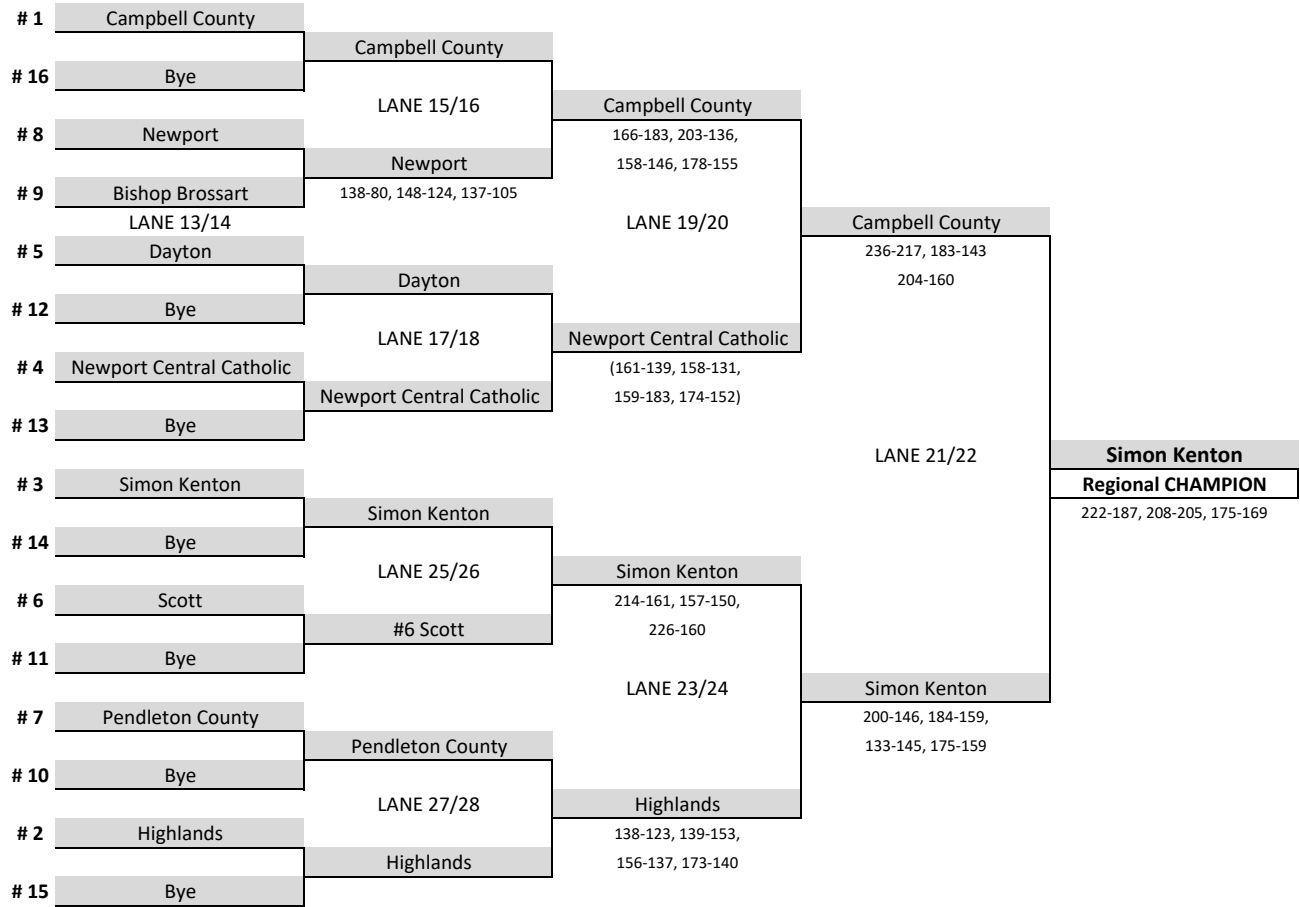 # 1 Campbell County
Campbell County
# 16 Bye
LANE 15/16 Campbell County
# 8 Newport 166-183, 203-136,
Newport 158-146, 178-155
# 9 Bishop Brossart 138-80, 148-124, 137-105
LANE 13/14 LANE 19/20 Campbell County
# 5 Dayton 236-217, 183-143
Dayton 204-160
# 12 Bye
LANE 17/18 Newport Central Catholic
# 4 Newport Central Catholic (161-139, 158-131,
Newport Central Catholic 159-183, 174-152)
# 13 Bye
LANE 21/22 Simon Kenton
# 3 Simon Kenton Regional CHAMPION
Simon Kenton 222-187, 208-205, 175-169
# 14 Bye
LANE 25/26 Simon Kenton
# 6 Scott 214-161, 157-150,
#6 Scott 226-160
# 11 Bye
LANE 23/24 Simon Kenton
# 7 Pendleton County 200-146, 184-159,
Pendleton County 133-145, 175-159
# 10 Bye
LANE 27/28 Highlands
# 2 Highlands 138-123, 139-153,
Highlands 156-137, 173-140
# 15 Bye